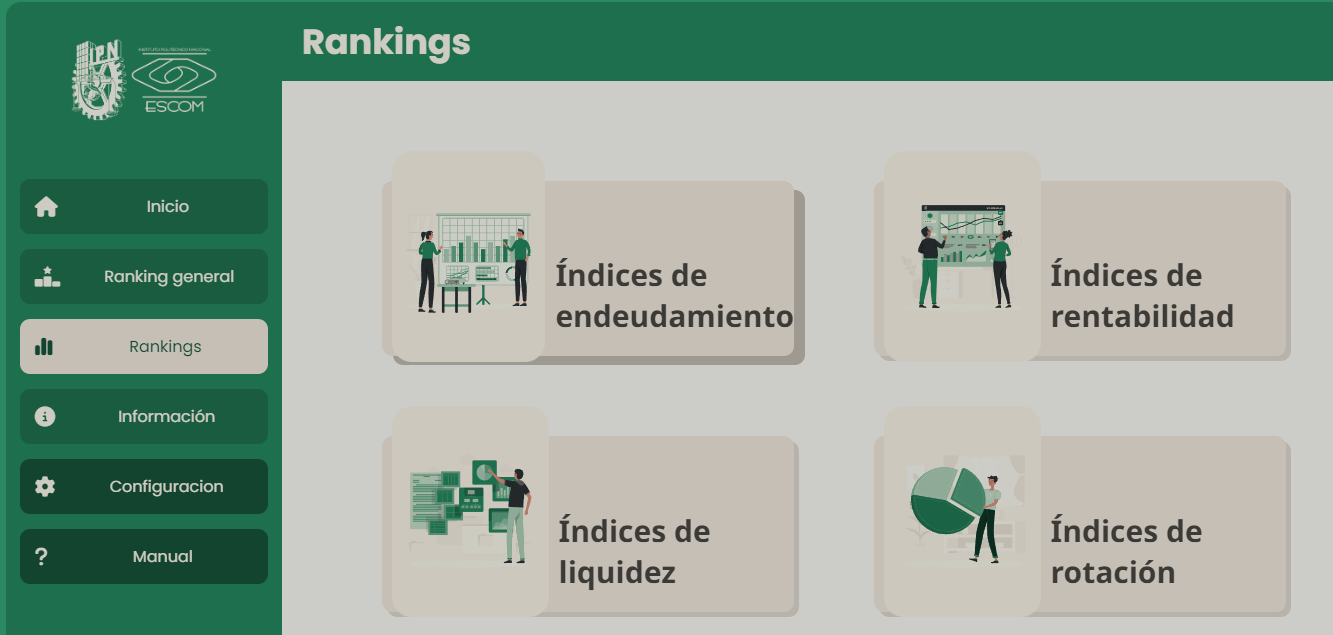 Rankings
IPN
INSTITUTO POLITECNICO NACIONAL
ESCOM
Inicio
Ranking general
Rankings
Información
Configuracion
Manual
Índices de
endeudamiento
Índices de
rentabilidad
Índices de
liquidez
Índices de
rotación